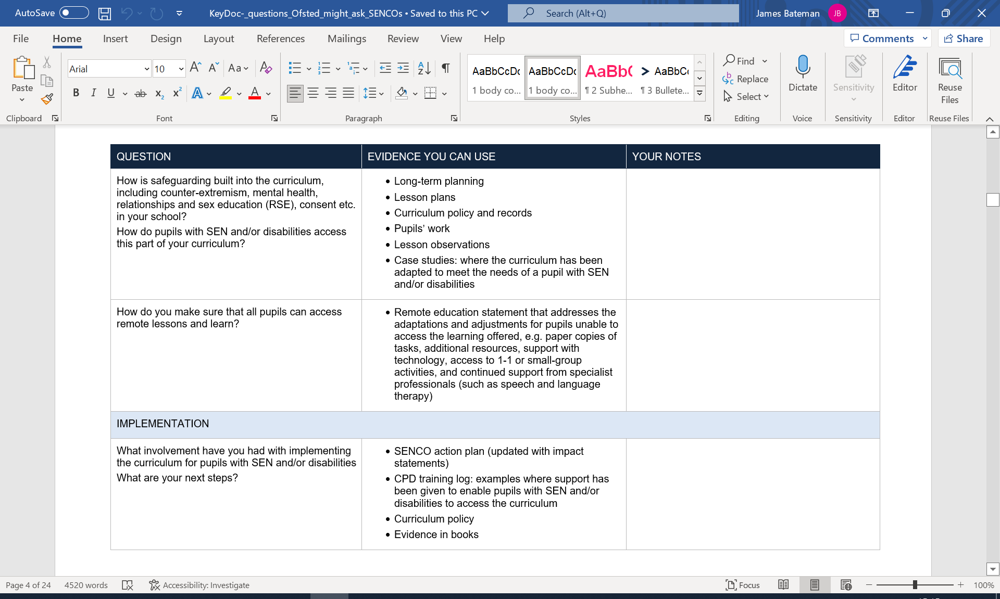 AutoSave
KeyDoc-_questions_Ofsted_might_ask_SENCOs • Saved to this PC
Search (Alt+Q)
James Bateman
JB
File
Home
Insert
Design
Layout
References
Mailings
Review
View
Help
Comments
Share
Paste
Clipboard
Arial
10
Font
Paragraph
AaBbCcDc
1 body co...
AaBbCcDc
1 body co...
AaBbC
¶ 2 Subhe...
AaBbCc
¶ 3 Bullete...
Styles
Find
Replace
Select
Editing
Dictate
Voice
Sensitivity
Sensitivity
Editor
Editor
Reuse
Files
Reuse Files
QUESTION
EVIDENCE YOU CAN USE
YOUR NOTES
How is safeguarding built into the curriculum,
including counter-extremism, mental health,
relationships and sex education (RSE), consent etc.
in your school?
How do pupils with SEN and/or disabilities access
this part of your curriculum?
• Long-term planning
• Lesson plans
• Curriculum policy and records
• Pupils’ work
• Lesson observations
• Case studies: where the curriculum has been
adapted to meet the needs of a pupil with SEN
and/or disabilities
How do you make sure that all pupils can access
remote lessons and learn?
• Remote education statement that addresses the
adaptations and adjustments for pupils unable to
access the learning offered, e.g. paper copies of
tasks, additional resources, support with
technology, access to 1-1 or small-group
activities, and continued support from specialist
professionals (such as speech and language
therapy)
IMPLEMENTATION
What involvement have you had with implementing
the curriculum for pupils with SEN and/or disabilities
What are your next steps?
• SENCO action plan (updated with impact
statements)
• CPD training log: examples where support has
been given to enable pupils with SEN and/or
disabilities to access the curriculum
• Curriculum policy
• Evidence in books
Page 4 of 24
4520 words
Accessibility: Investigate
Focus
100%